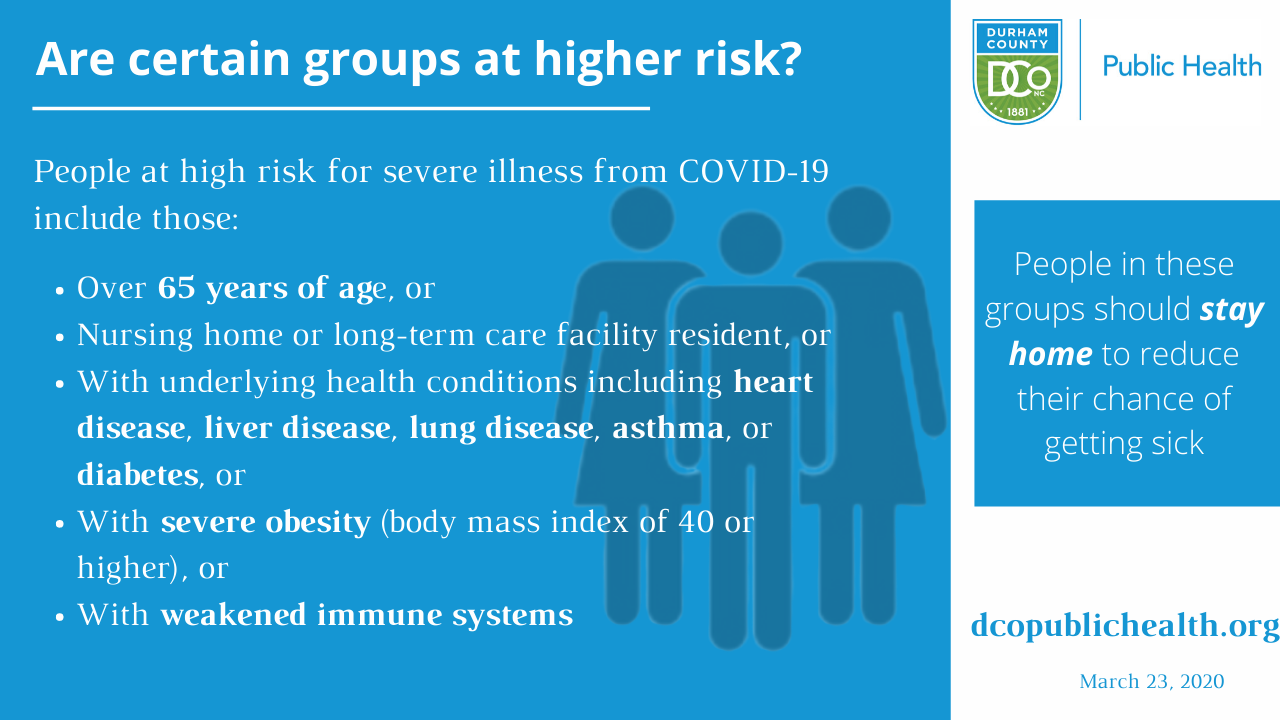 Are certain groups at higher risk?
People at high risk for severe illness from COVID-19
include those:
• Over 65 years of age, or
• Nursing home or long-term care facility resident, or
• With underlying health conditions including heart
disease, liver disease, lung disease, asthma, or
diabetes, or
• With severe obesity (body mass index of 40 or
higher), or
• With weakened immune systems
DURHAM
COUNTY
DCo
NC
1881
Public Health
People in these
groups should stay
home to reduce
their chance of
getting sick
dcopublichealth.org
March 23, 2020